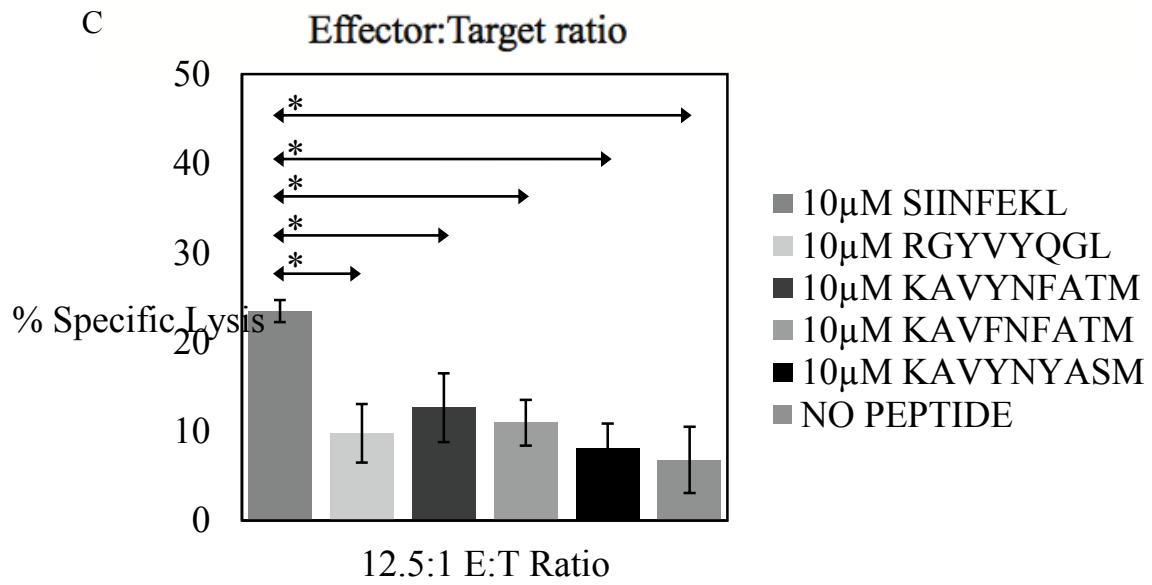 C
Effector:Target ratio
50
*
*
40
*
*
30
*
% Specific Lysis
20
10
0
12.5:1 E:T Ratio
10µM SIINFEKL
10µM RGYVYQGL
10µM KAVYNFATM
10µM KAVFNFATM
10µM KAVYNYASM
NO PEPTIDE